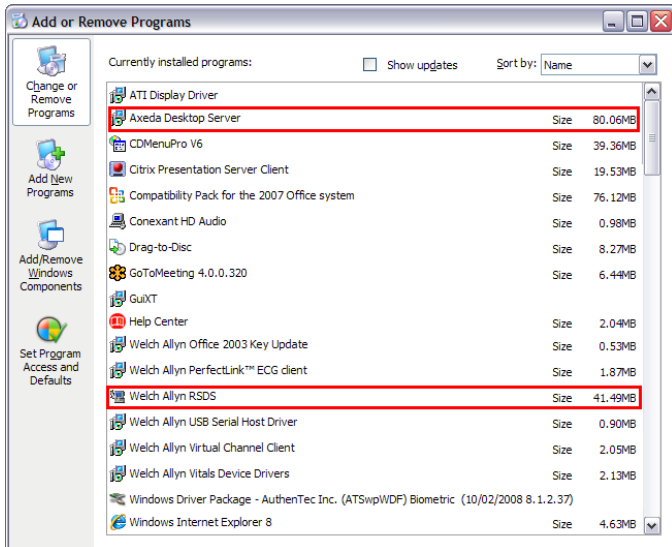 Add or Remove Programs
Change or
Remove
Programs
Add New
Programs
Add/Remove
Windows
Components
Set Program
Access and
Defaults
Currently installed programs:
Show updates
Sort by: Name
ATI Display Driver
Axeda Desktop Server Size 80.06MB
CDMenuPro V6 Size 39.36MB
Citrix Presentation Server Client Size 19.53MB
Compatibility Pack for the 2007 Office system Size 76.12MB
Conexant HD Audio Size 0.98MB
Drag-to-Disc Size 8.27MB
GoToMeeting 4.0.0.320 Size 6.44MB
GuiXT
Help Center Size 2.04MB
Welch Allyn Office 2003 Key Update Size 0.53MB
Welch Allyn PerfectLink™ ECG client Size 1.87MB
Welch Allyn RSDS Size 41.49MB
Welch Allyn USB Serial Host Driver Size 0.90MB
Welch Allyn Virtual Channel Client Size 2.05MB
Welch Allyn Vitals Device Drivers Size 2.13MB
Windows Driver Package - AuthenTec Inc. (ATSwpWDF) Biometric (10/02/2008 8.1.2.37)
Windows Internet Explorer 8 Size 4.63MB